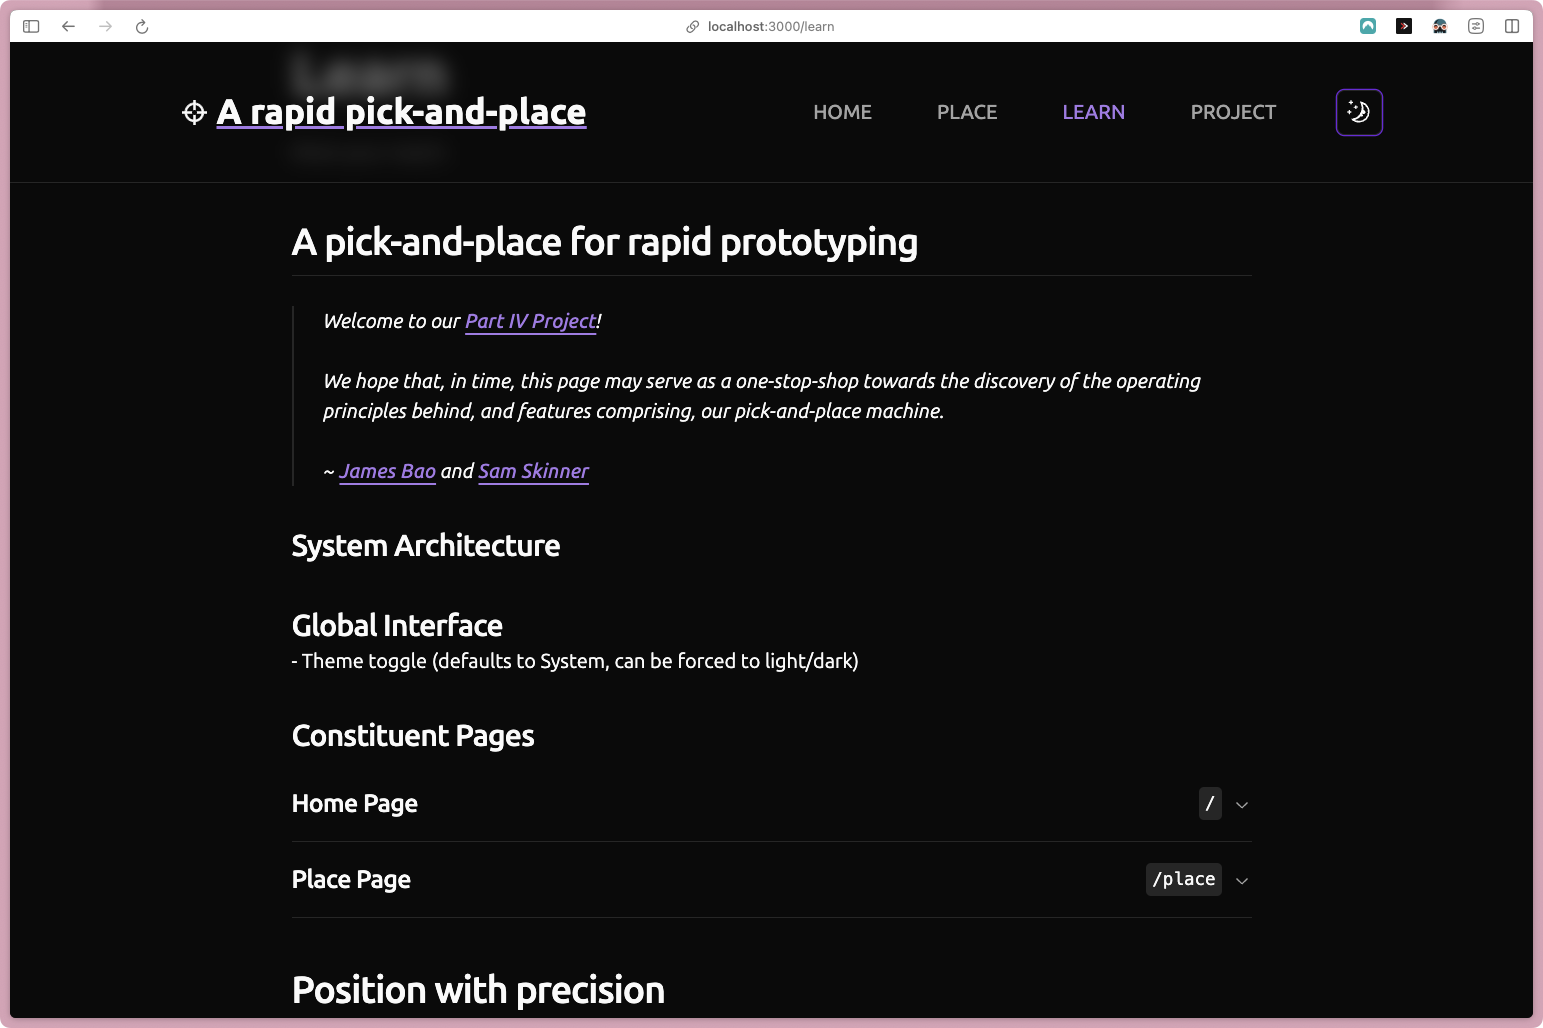 localhost:3000/learn
Learn
A rapid pick-and-place
HOME
PLACE
LEARN
PROJECT
A pick-and-place for rapid prototyping
Welcome to our Part IV Project!
We hope that, in time, this page may serve as a one-stop-shop towards the discovery of the operating
principles behind, and features comprising, our pick-and-place machine.
~ James Bao and Sam Skinner
System Architecture
Global Interface
- Theme toggle (defaults to System, can be forced to light/dark)
Constituent Pages
Home Page /
Place Page /place
Position with precision